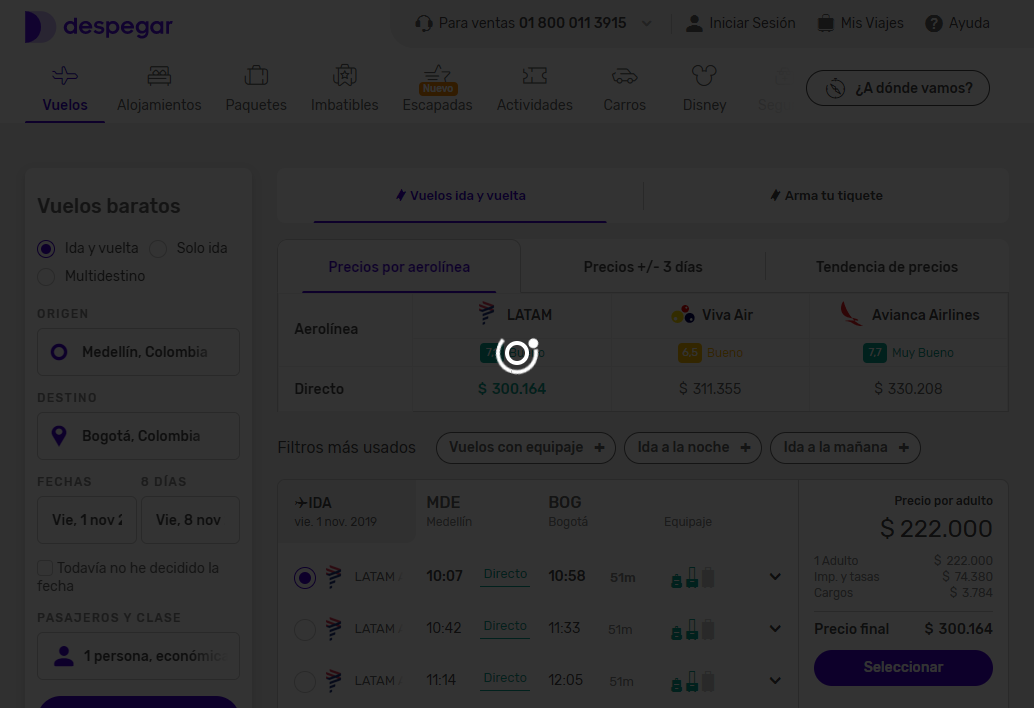 despegar
Para ventas 01 800 011 3915
Iniciar Sesión
Mis Viajes
Ayuda
Vuelos
Alojamientos
Paquetes
Imbatibles
Nuevo
Escapadas
Actividades
Carros
Disney
¿A dónde vamos?
Vuelos baratos
Ida y vuelta
Solo ida
Multidestino
ORIGEN
Medellín, Colombia
DESTINO
Bogotá, Colombia
FECHAS
8 DÍAS
Vie, 1 nov 2
Vie, 8 nov
Todavía no he decidido la
fecha
PASAJEROS Y CLASE
1 persona, económic
Vuelos ida y vuelta
Arma tu tiquete
Precios por aerolínea
Precios +/- 3 días
Tendencia de precios
Aerolínea
LATAM
Viva Air
Avianca Airlines
6,5 Bueno
7,7 Muy Bueno
Directo
$ 300.164
$ 311.355
$ 330.208
Filtros más usados
Vuelos con equipaje +
Ida a la noche +
Ida a la mañana +
IDA
vie. 1 nov. 2019
MDE
Medellín
BOG
Bogotá
Equipaje
LATAM 10:07 Directo 10:58 51m
LATAM 10:42 Directo 11:33 51m
LATAM 11:14 Directo 12:05 51m
Precio por adulto
$ 222.000
1 Adulto $ 222.000
Imp. y tasas $ 74.380
Cargos $ 3.784
Precio final $ 300.164
Seleccionar